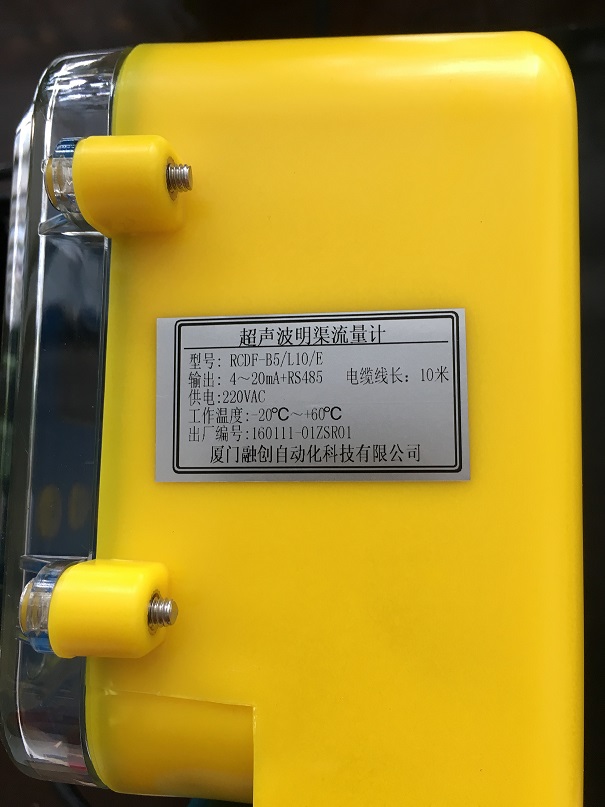 超声波明渠流量计
型号: RCDF-B5/L10/E
输出: 4～20mA+RS485 电缆线长: 10米
供电:220VAC
工作温度:-20℃～+60℃
出厂编号:160111-01ZSR01
厦门融创自动化科技有限公司